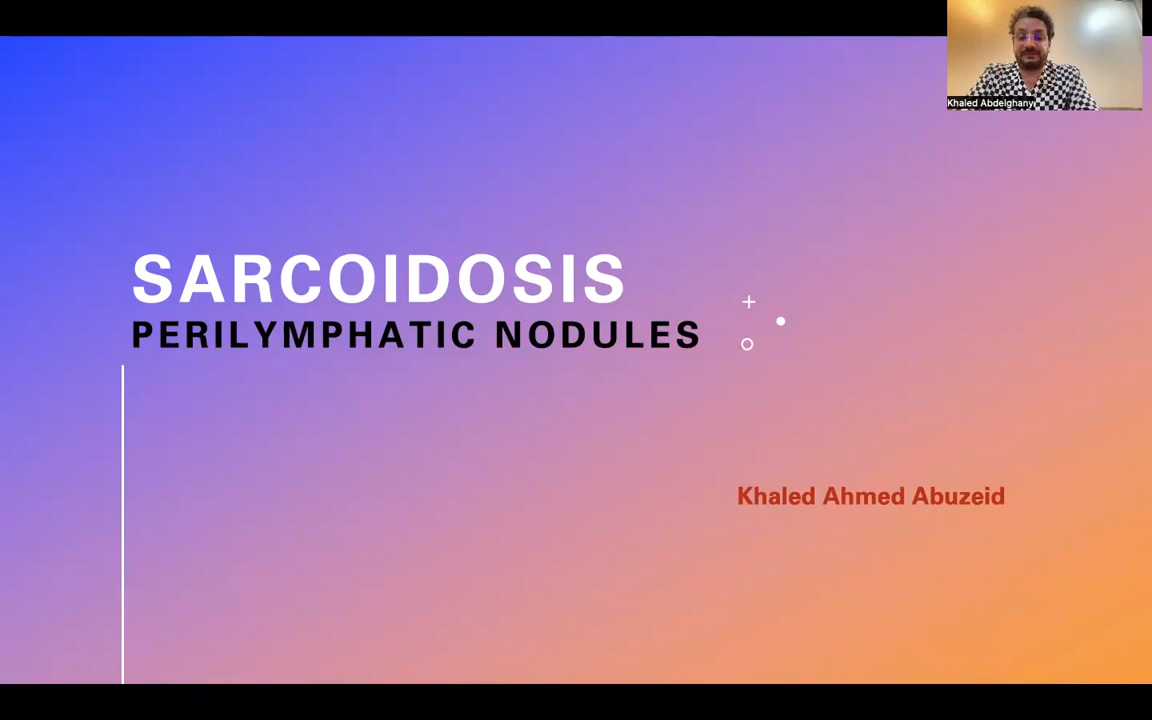 Khaled Abdelghany
SARCOIDOSIS
PERILYMPHATIC NODULES
Khaled Ahmed Abuzeid